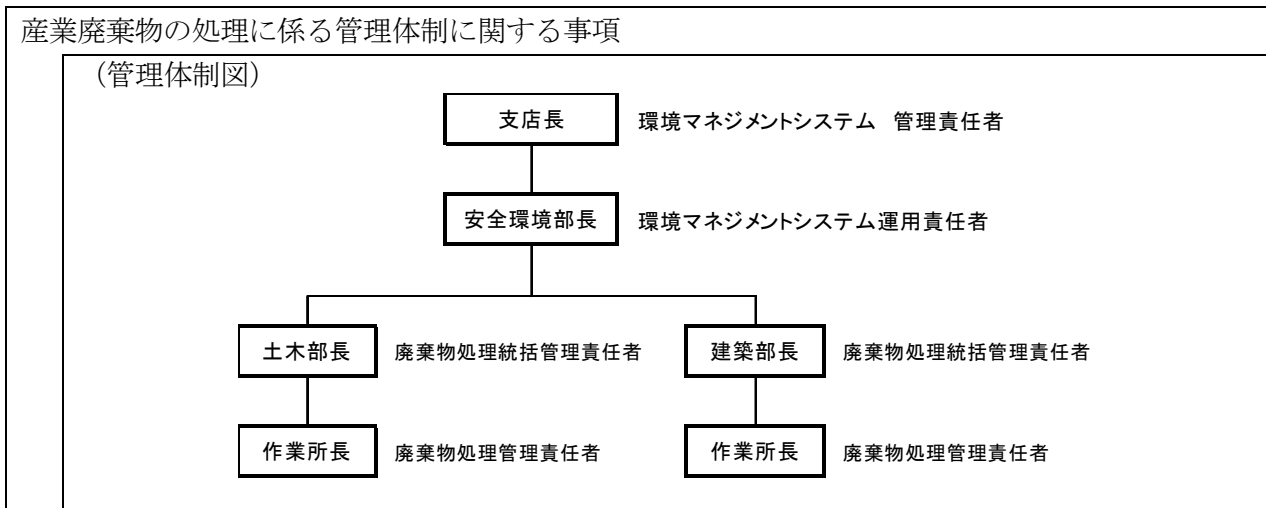 産業廃棄物の処理に係る管理体制に関する事項
（管理体制図）
支店長 環境マネジメントシステム 管理責任者
安全環境部長 環境マネジメントシステム運用責任者
土木部長 廃棄物処理統括管理責任者 建築部長 廃棄物処理統括管理責任者
作業所長 廃棄物処理管理責任者 作業所長 廃棄物処理管理責任者